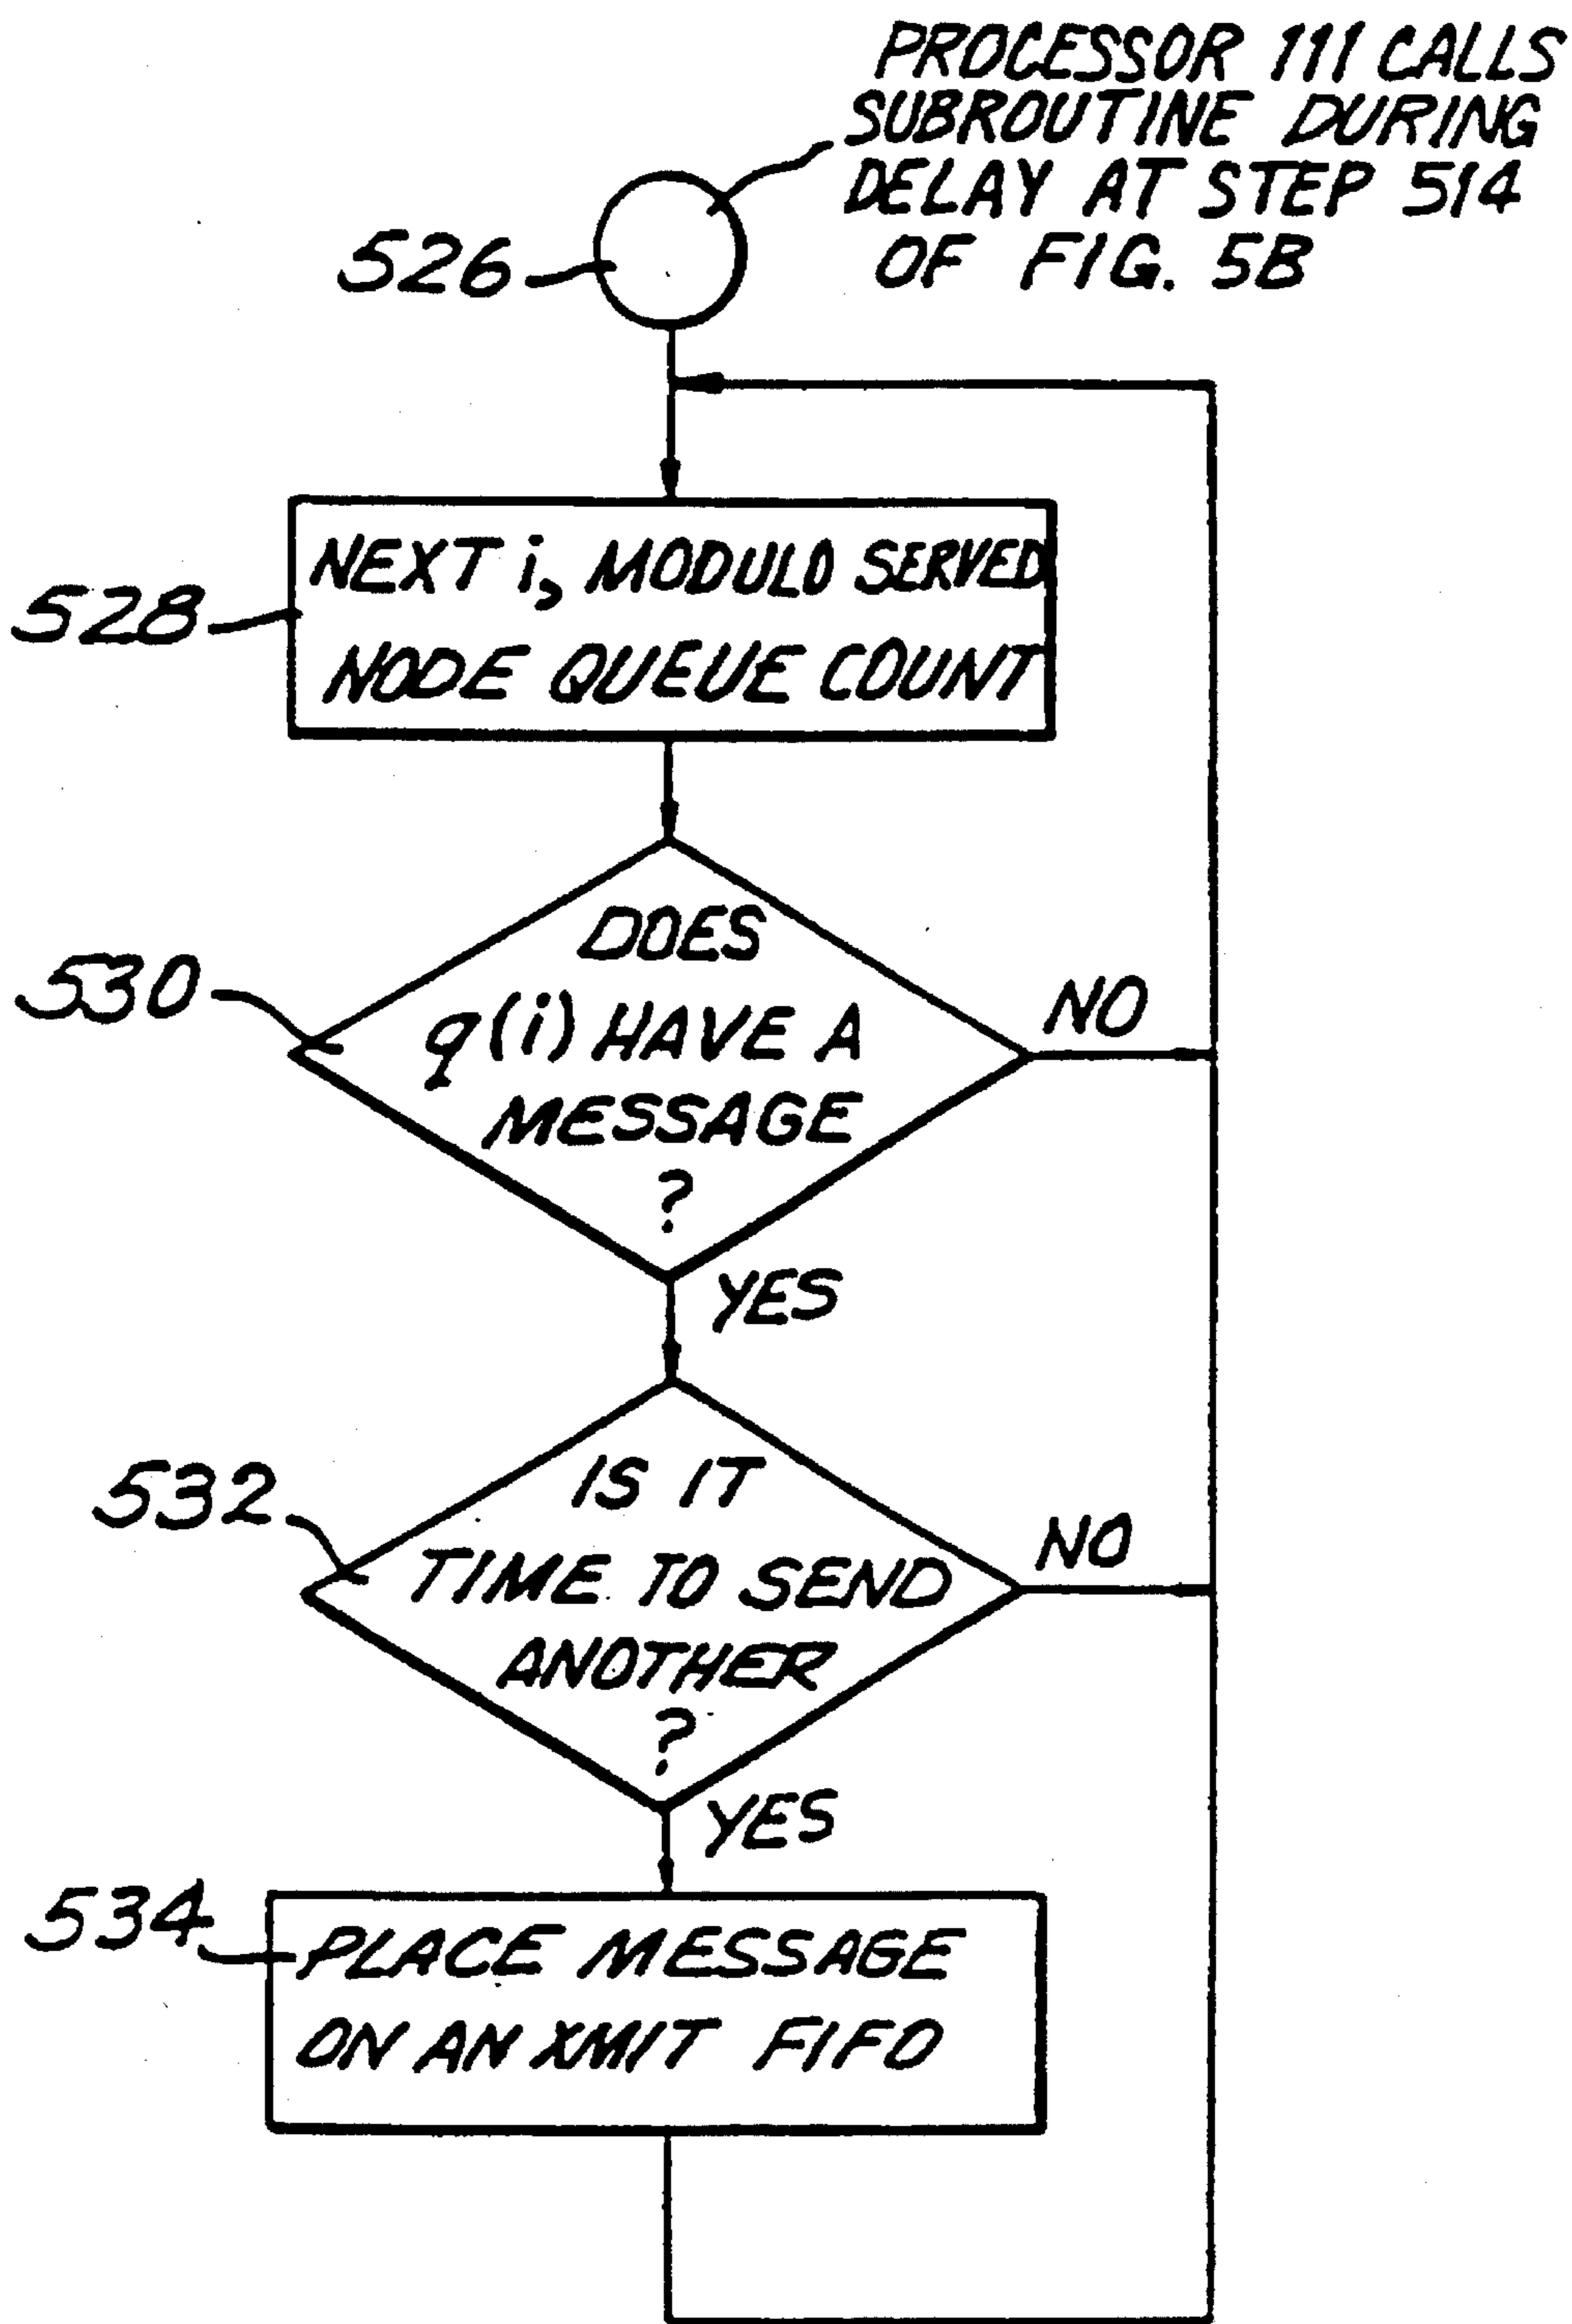 PROCESSOR 111 CALLS
SUBROUTINE DURING
DELAY AT STEP 514
OF FIG. 5B
526
NEXT i, MODULO SERVED
NODE QUEUE COUNT
528
DOES
q(i) HAVE A
MESSAGE
?
530
NO
YES
IS IT
TIME TO SEND
ANOTHER
?
532
NO
YES
534
PLACE MESSAGE
ON AN XMIT FIFO